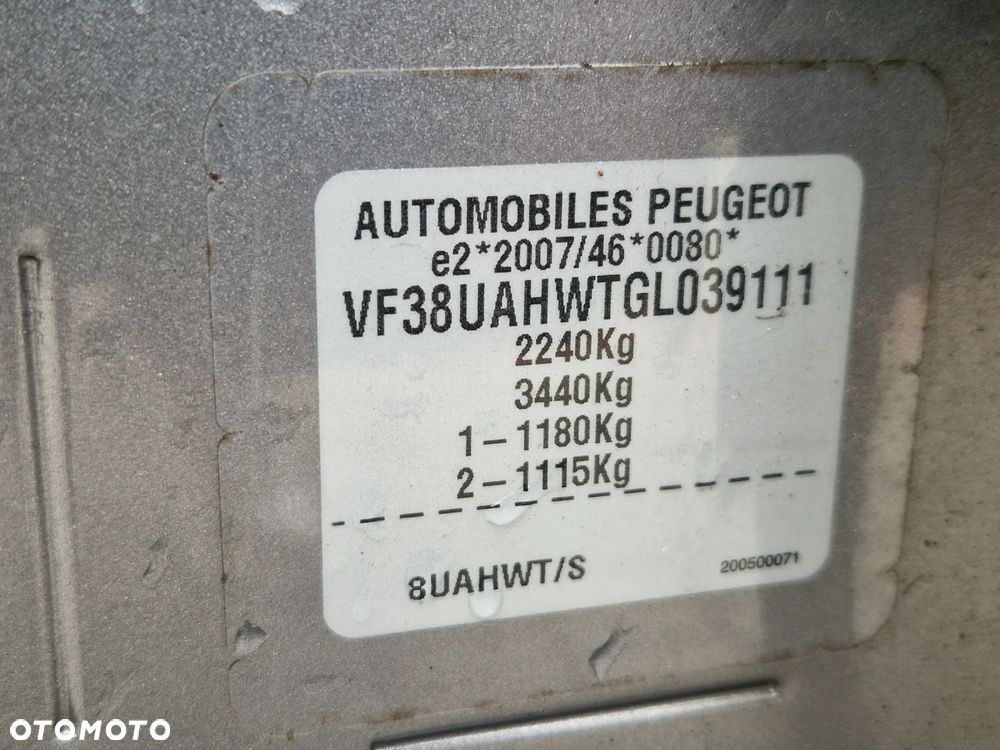 AUTOMOBILES PEUGEOT
e2*2007/46*0080*
VF38UAHWTGL039111
2240Kg
3440Kg
1-1180Kg
2-1115Kg
8UAHWT/S
200500071
OTOMOTO